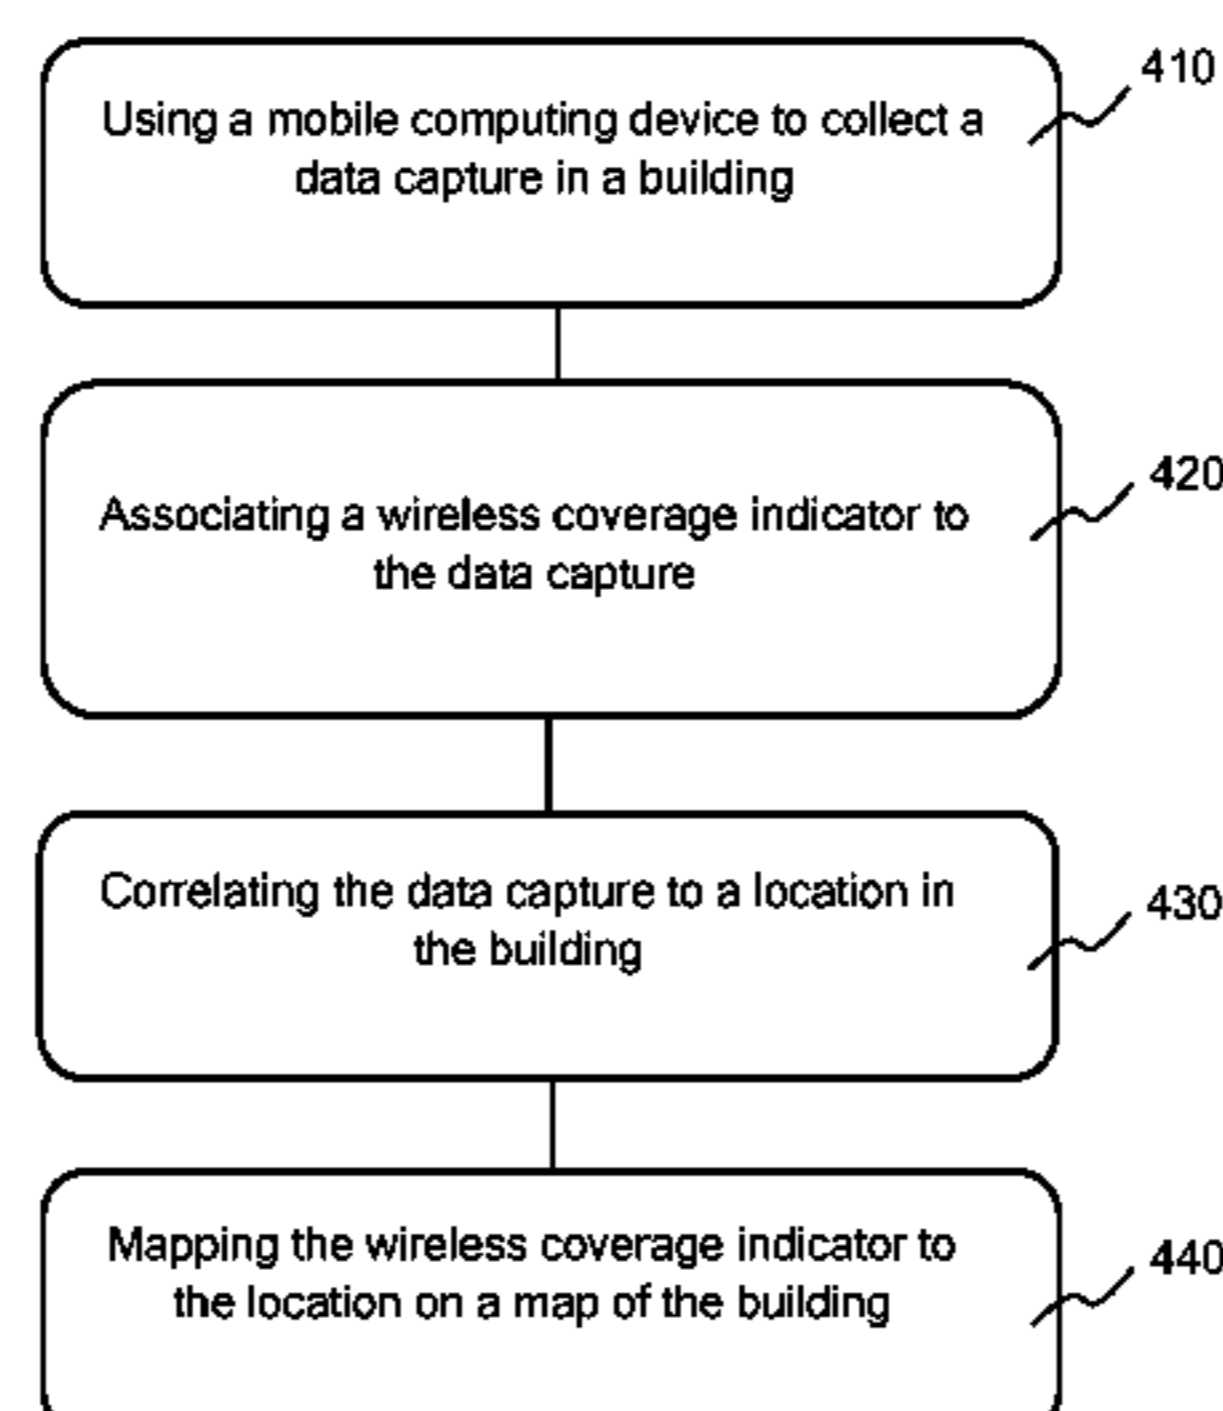 410
Using a mobile computing device to collect a
data capture in a building
420
Associating a wireless coverage indicator to
the data capture
430
Correlating the data capture to a location in
the building
440
Mapping the wireless coverage indicator to
the location on a map of the building